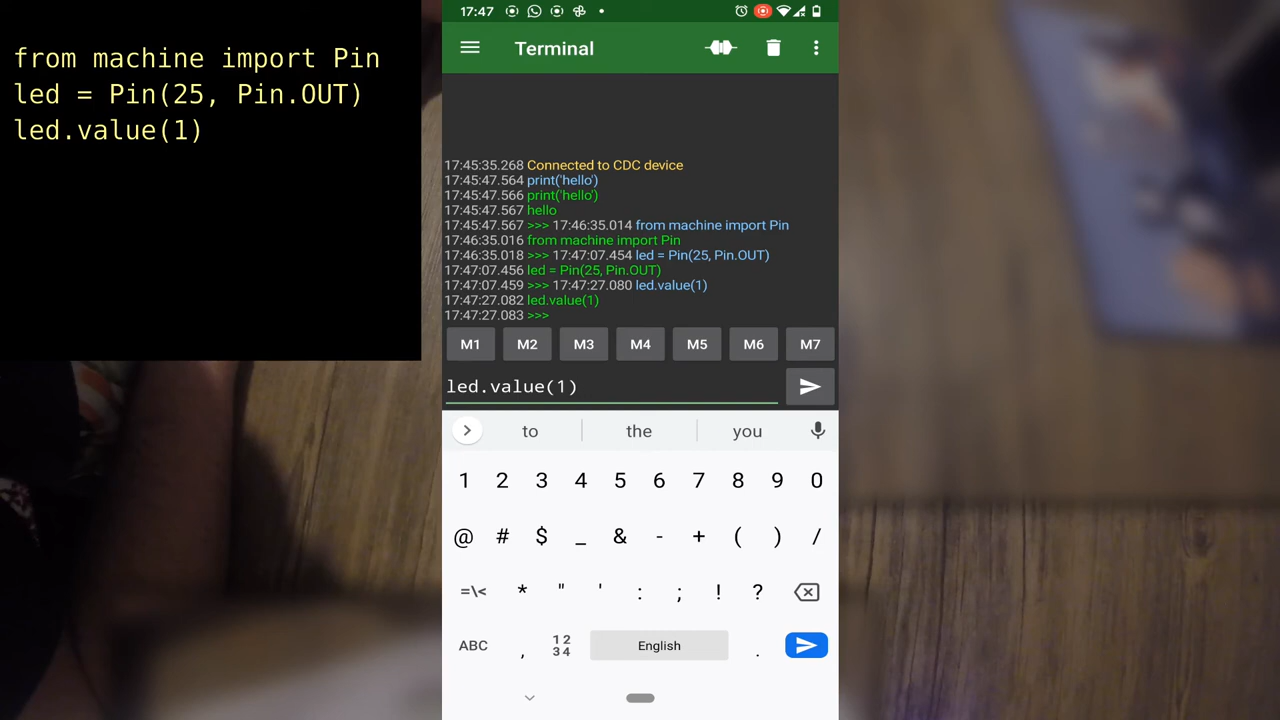 from machine import Pin
led = Pin(25, Pin.OUT)
led.value(1)
17:47
Terminal
17:45:35.268 Connected to CDC device
17:45:47.564 print('hello')
17:45:47.566 print('hello')
17:45:47.567 hello
17:45:47.567 >>> 17:46:35.014 from machine import Pin
17:46:35.016 from machine import Pin
17:46:35.018 >>> 17:47:07.454 led = Pin(25, Pin.OUT)
17:47:07.456 led = Pin(25, Pin.OUT)
17:47:07.459 >>> 17:47:27.080 led.value(1)
17:47:27.082 led.value(1)
17:47:27.083 >>>
M1 M2 M3 M4 M5 M6 M7
led.value(1)
to the you
1 2 3 4 5 6 7 8 9 0
@ # $ _ & - + ( ) /
=\< * " ' : ; ! ?
ABC , 12 34 English .